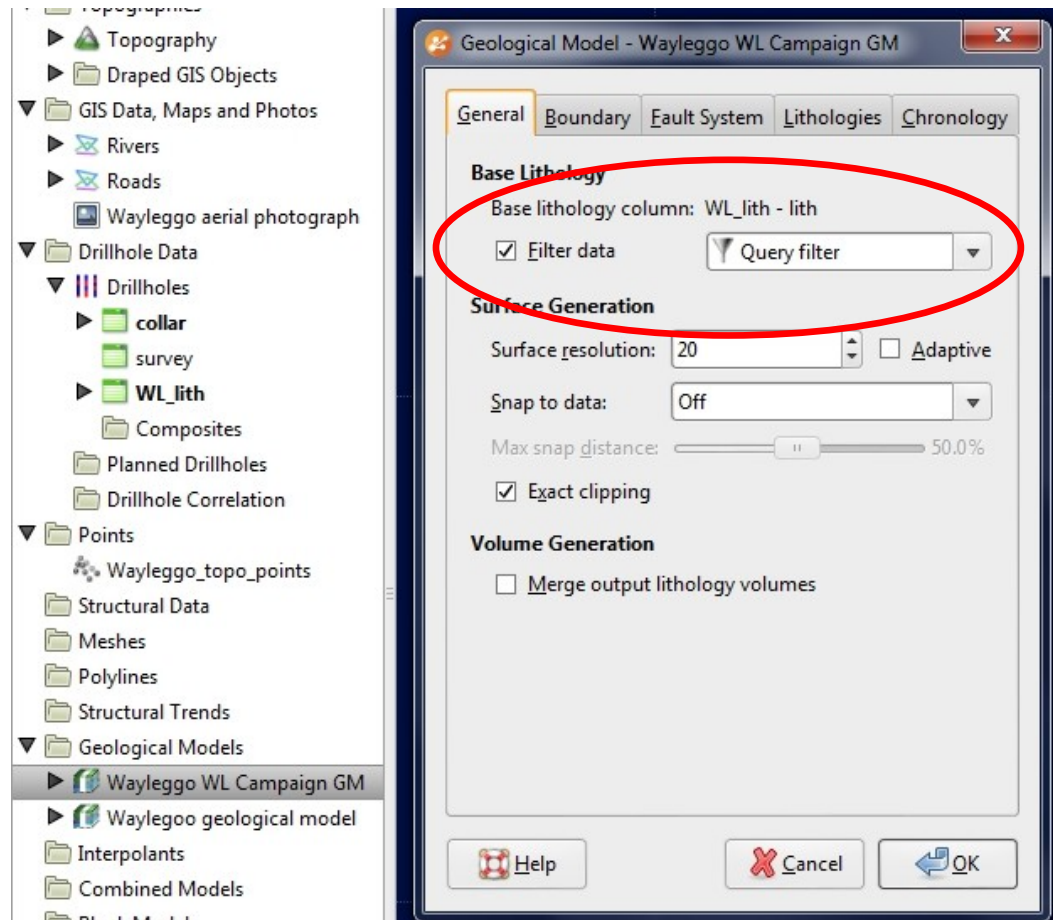 Topographies
Topography
Draped GIS Objects
GIS Data, Maps and Photos
Rivers
Roads
Wayleggo aerial photograph
Drillhole Data
Drillholes
collar
survey
WL_lith
Composites
Planned Drillholes
Drillhole Correlation
Points
Wayleggo_topo_points
Structural Data
Meshes
Polylines
Structural Trends
Geological Models
Wayleggo WL Campaign GM
Waylegoo geological model
Interpolants
Combined Models
Block Models
Geological Model - Wayleggo WL Campaign GM
General Boundary Fault System Lithologies Chronology
Base Lithology
Base lithology column: WL_lith - lith
Filter data Query filter
Surface Generation
Surface resolution: 20 Adaptive
Snap to data: Off
Max snap distance: 50.0%
Exact clipping
Volume Generation
Merge output lithology volumes
Help Cancel OK